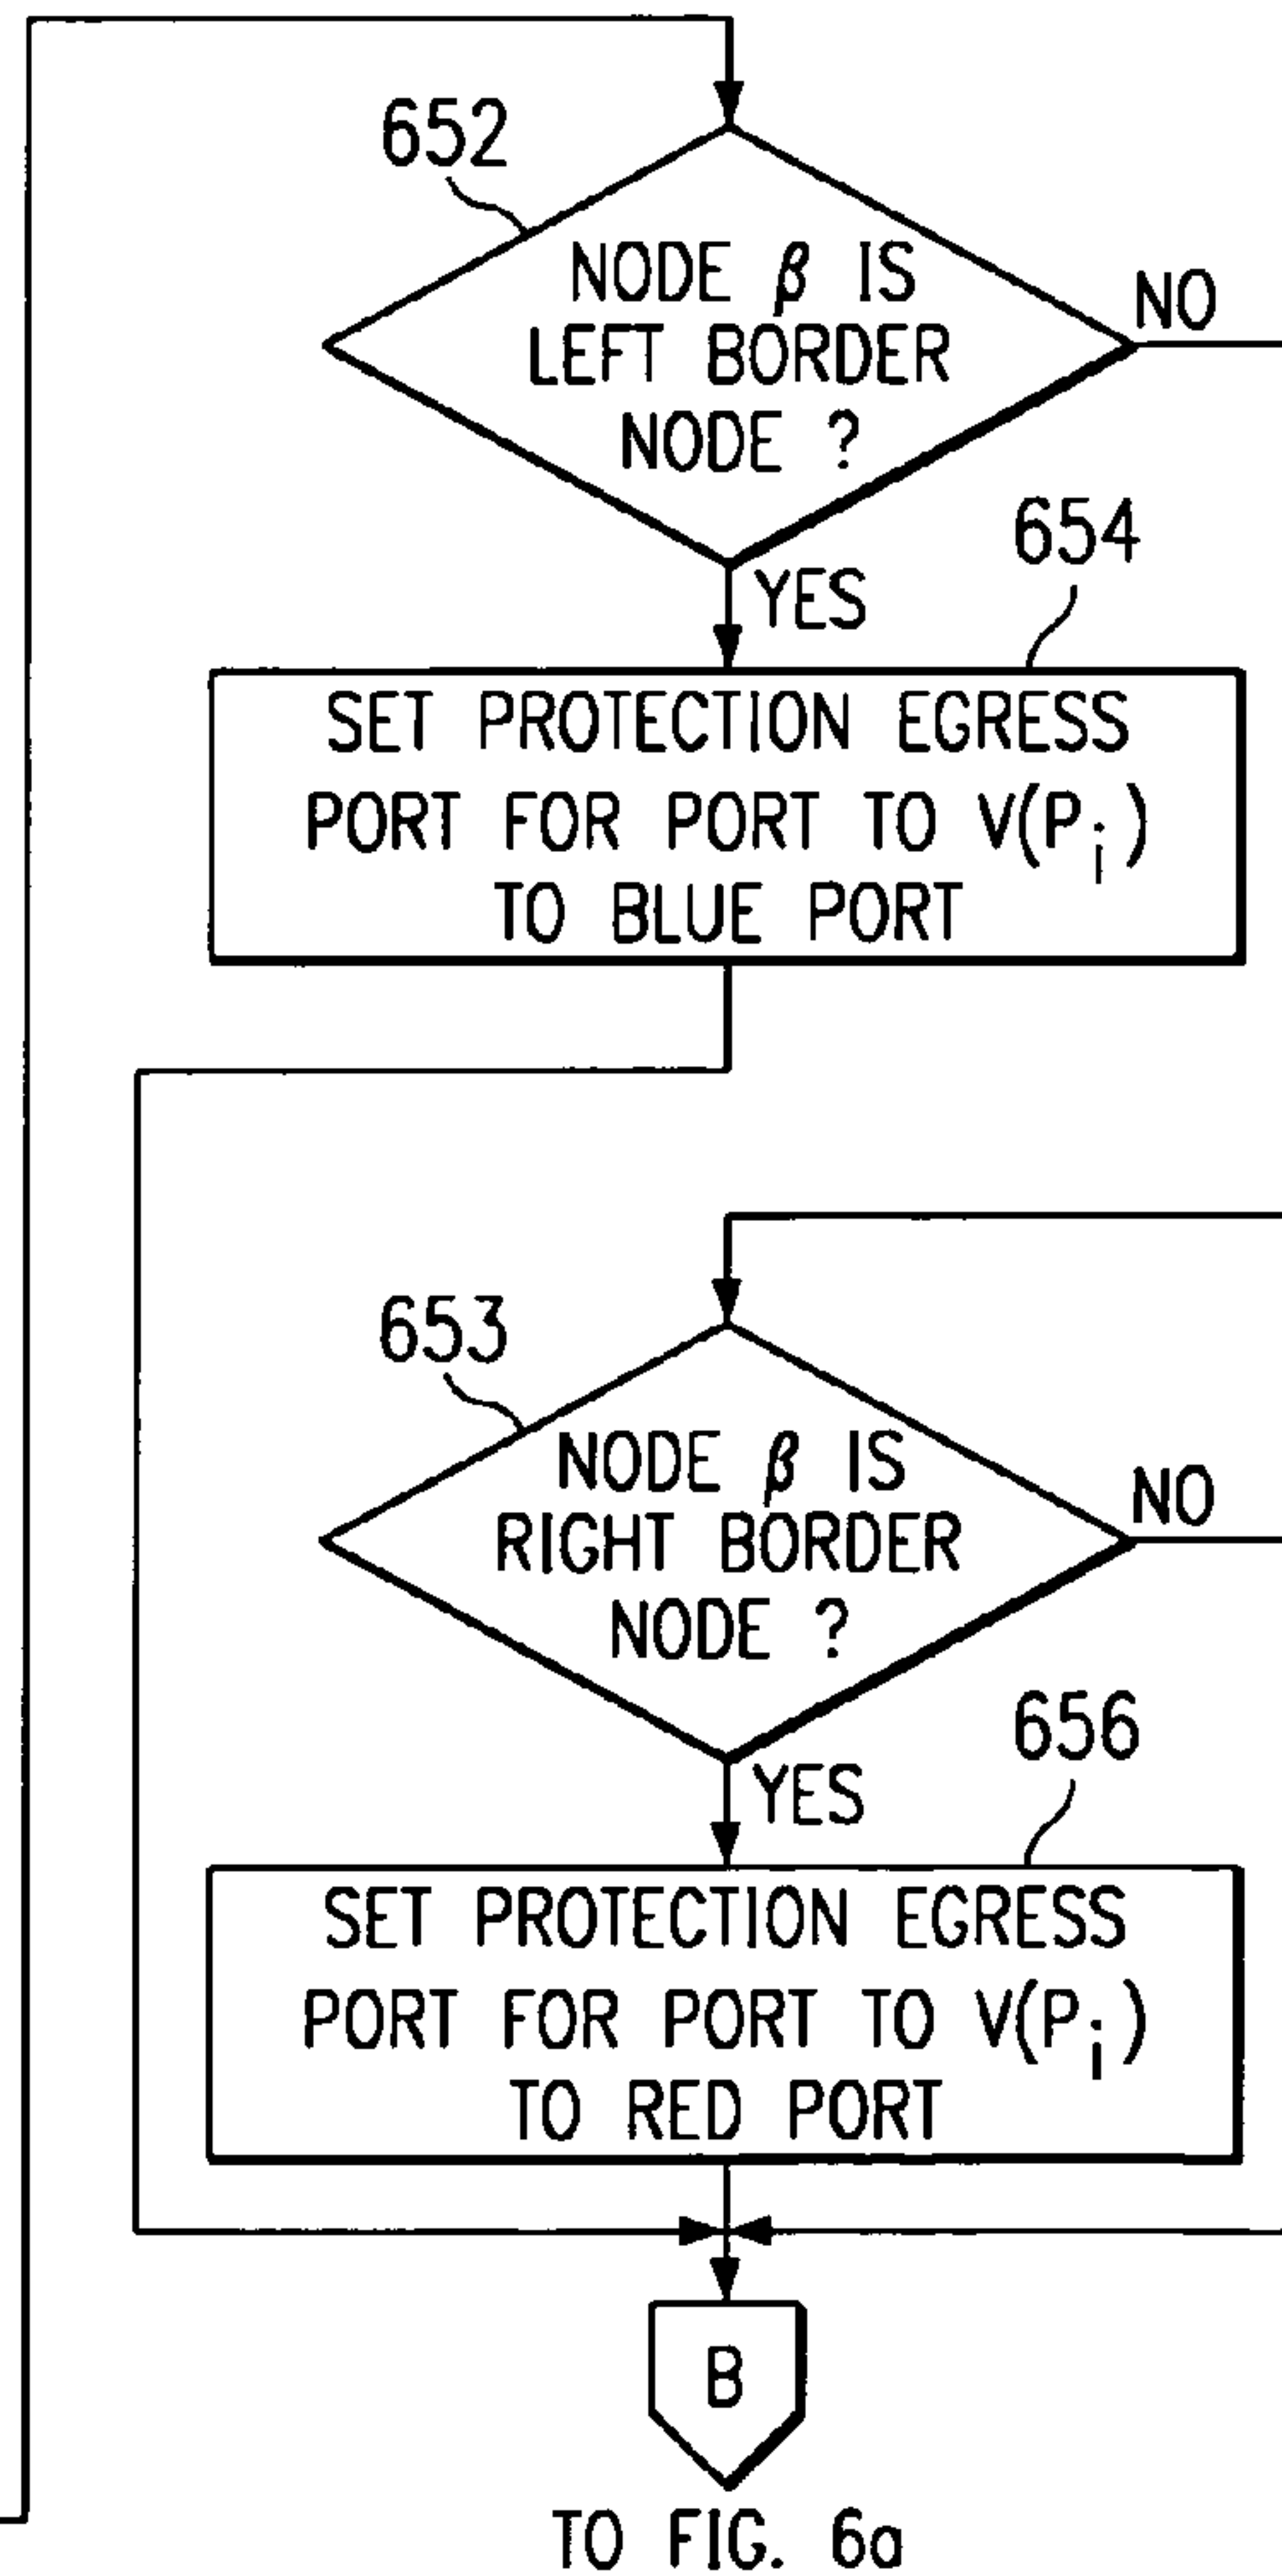 652
NODE β IS
LEFT BORDER
NODE ?
NO
YES
654
SET PROTECTION EGRESS
PORT FOR PORT TO V(Pᵢ)
TO BLUE PORT
653
NODE β IS
RIGHT BORDER
NODE ?
NO
YES
656
SET PROTECTION EGRESS
PORT FOR PORT TO V(Pᵢ)
TO RED PORT
B
TO FIG. 6a